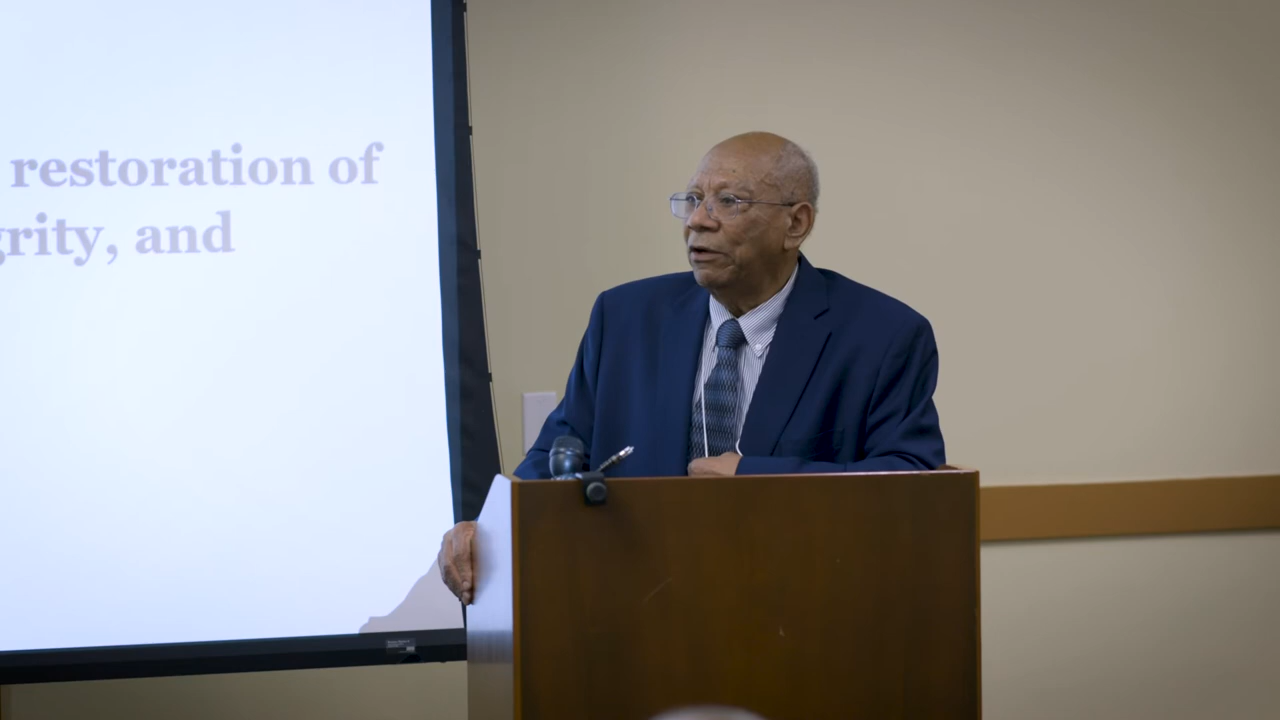 restoration of
grity, and